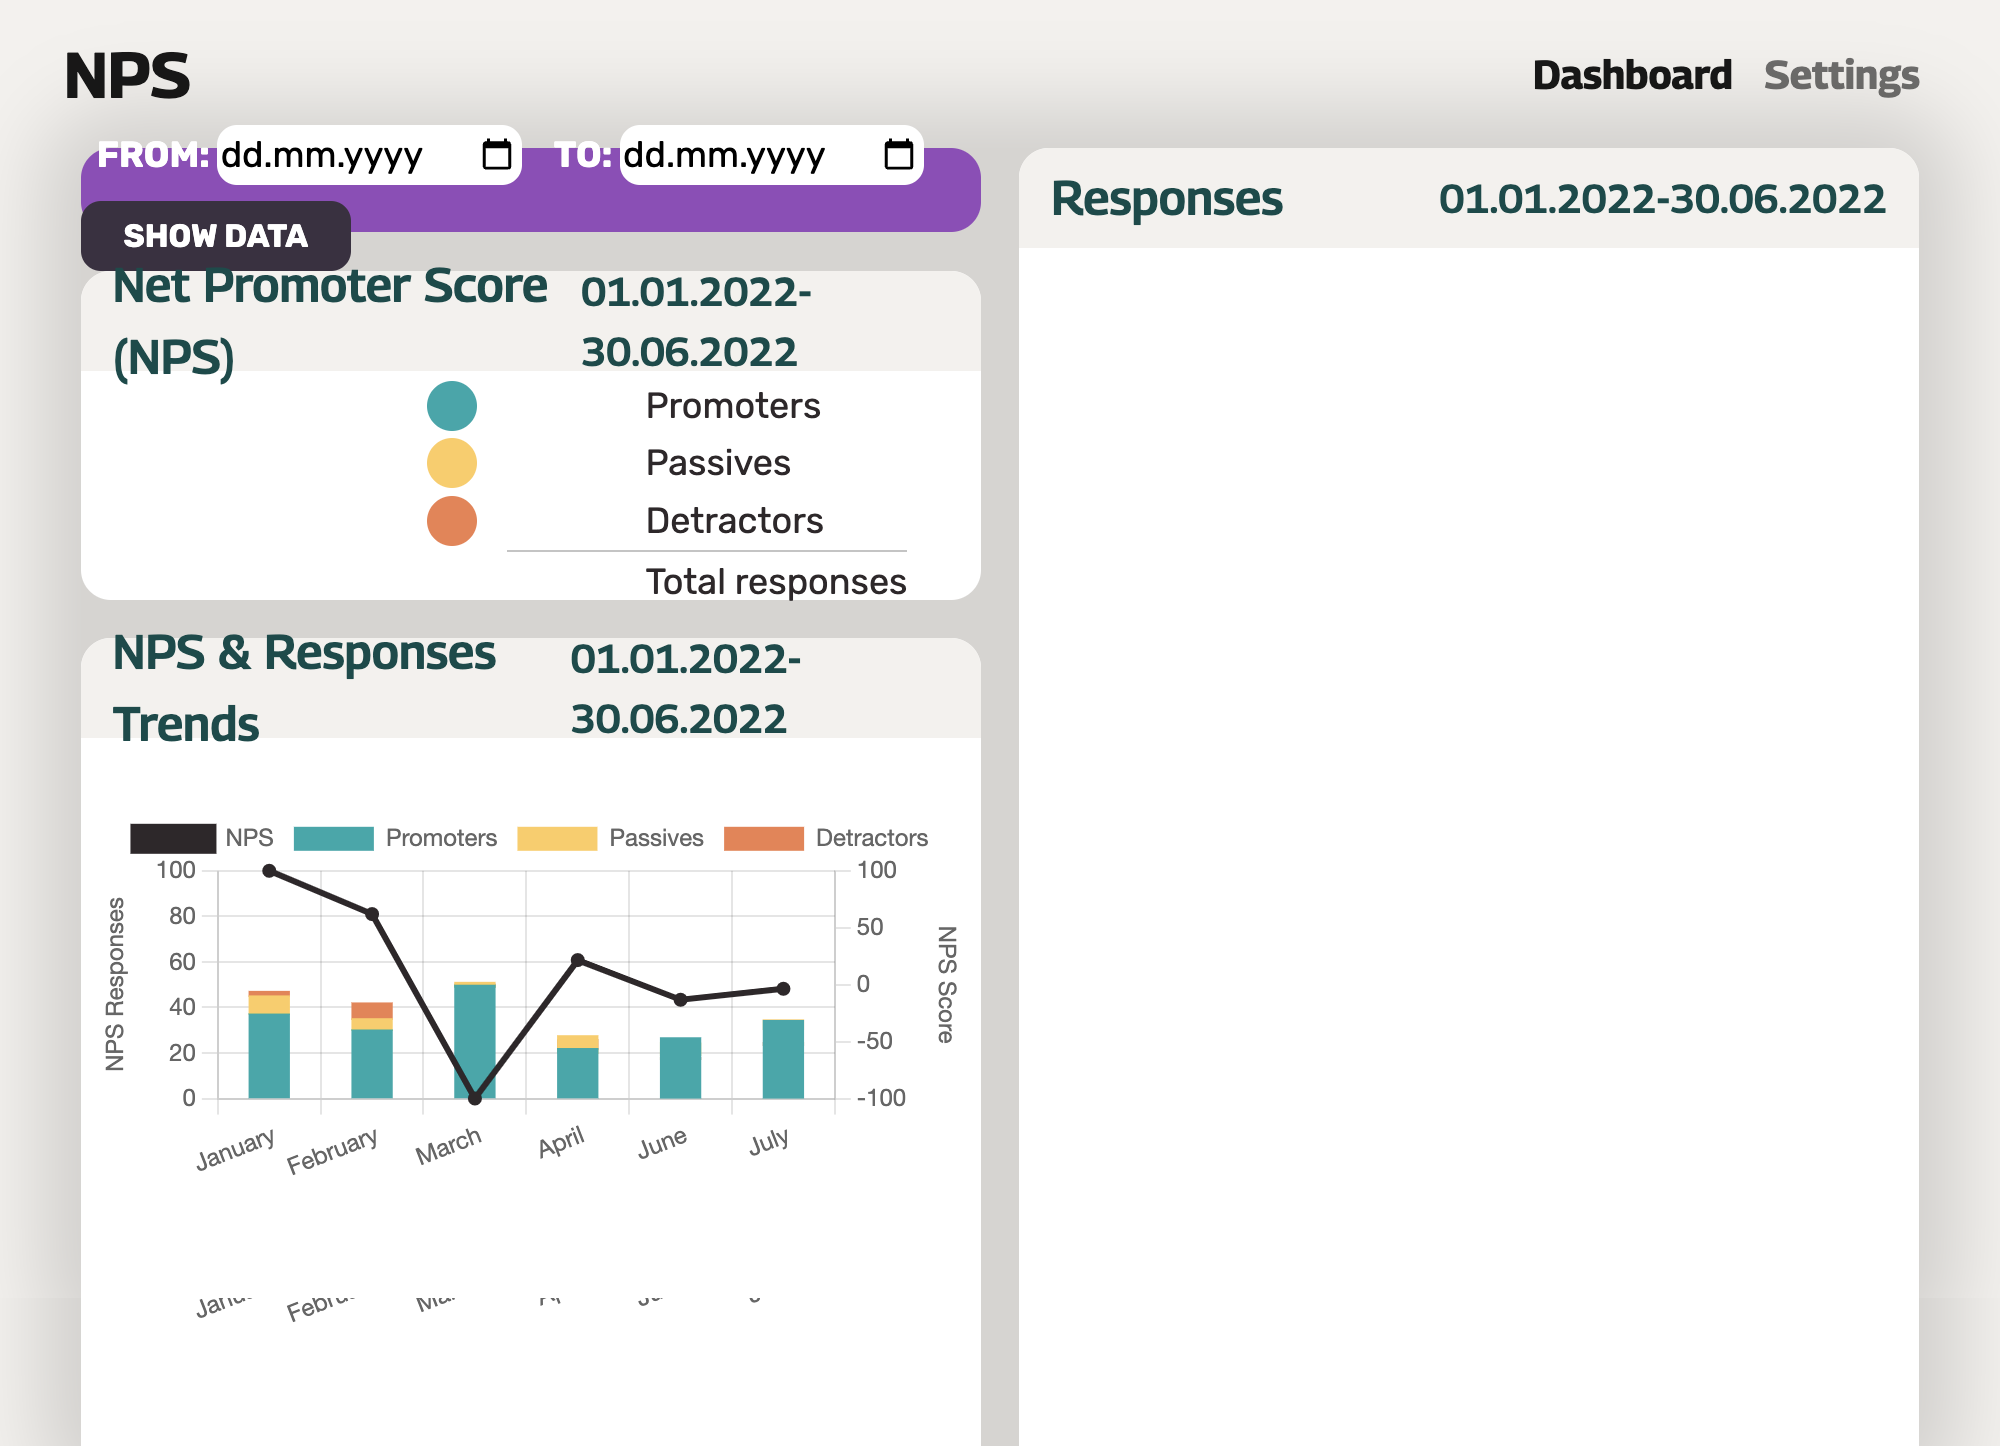 NPS
Dashboard Settings
FROM: dd.mm.yyyy TO: dd.mm.yyyy
SHOW DATA
Net Promoter Score
(NPS)
01.01.2022-
30.06.2022
Promoters
Passives
Detractors
Total responses
NPS & Responses
Trends
01.01.2022-
30.06.2022
NPS Promoters Passives Detractors
NPS Responses
100
80
60
40
20
0
100
50
0
-50
-100
NPS Score
January February March April June July
Responses 01.01.2022-30.06.2022